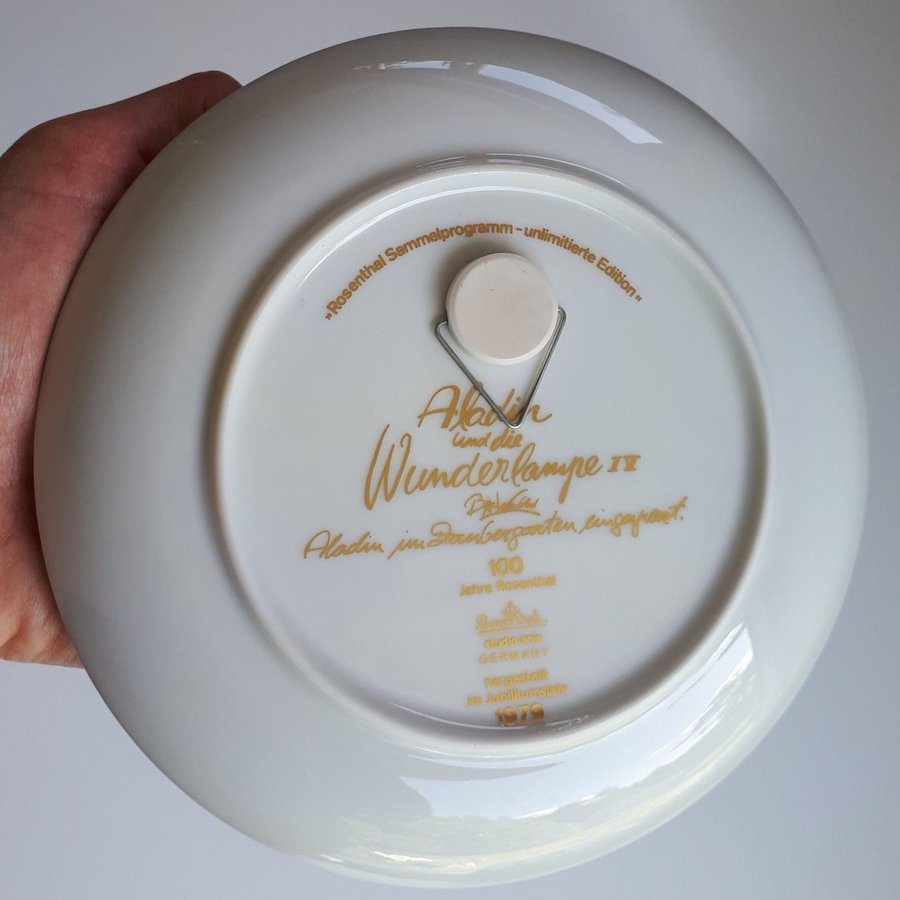 »Rosenthal Sammelprogramm - unlimitierte Edition«
Aladin
und die
Wunderlampe IV
Aladin im Zaubergarten eingesperrt.
100
Jahre Rosenthal
studio-linie
GERMANY
hergestellt
im Jubiläumsjahr
1979